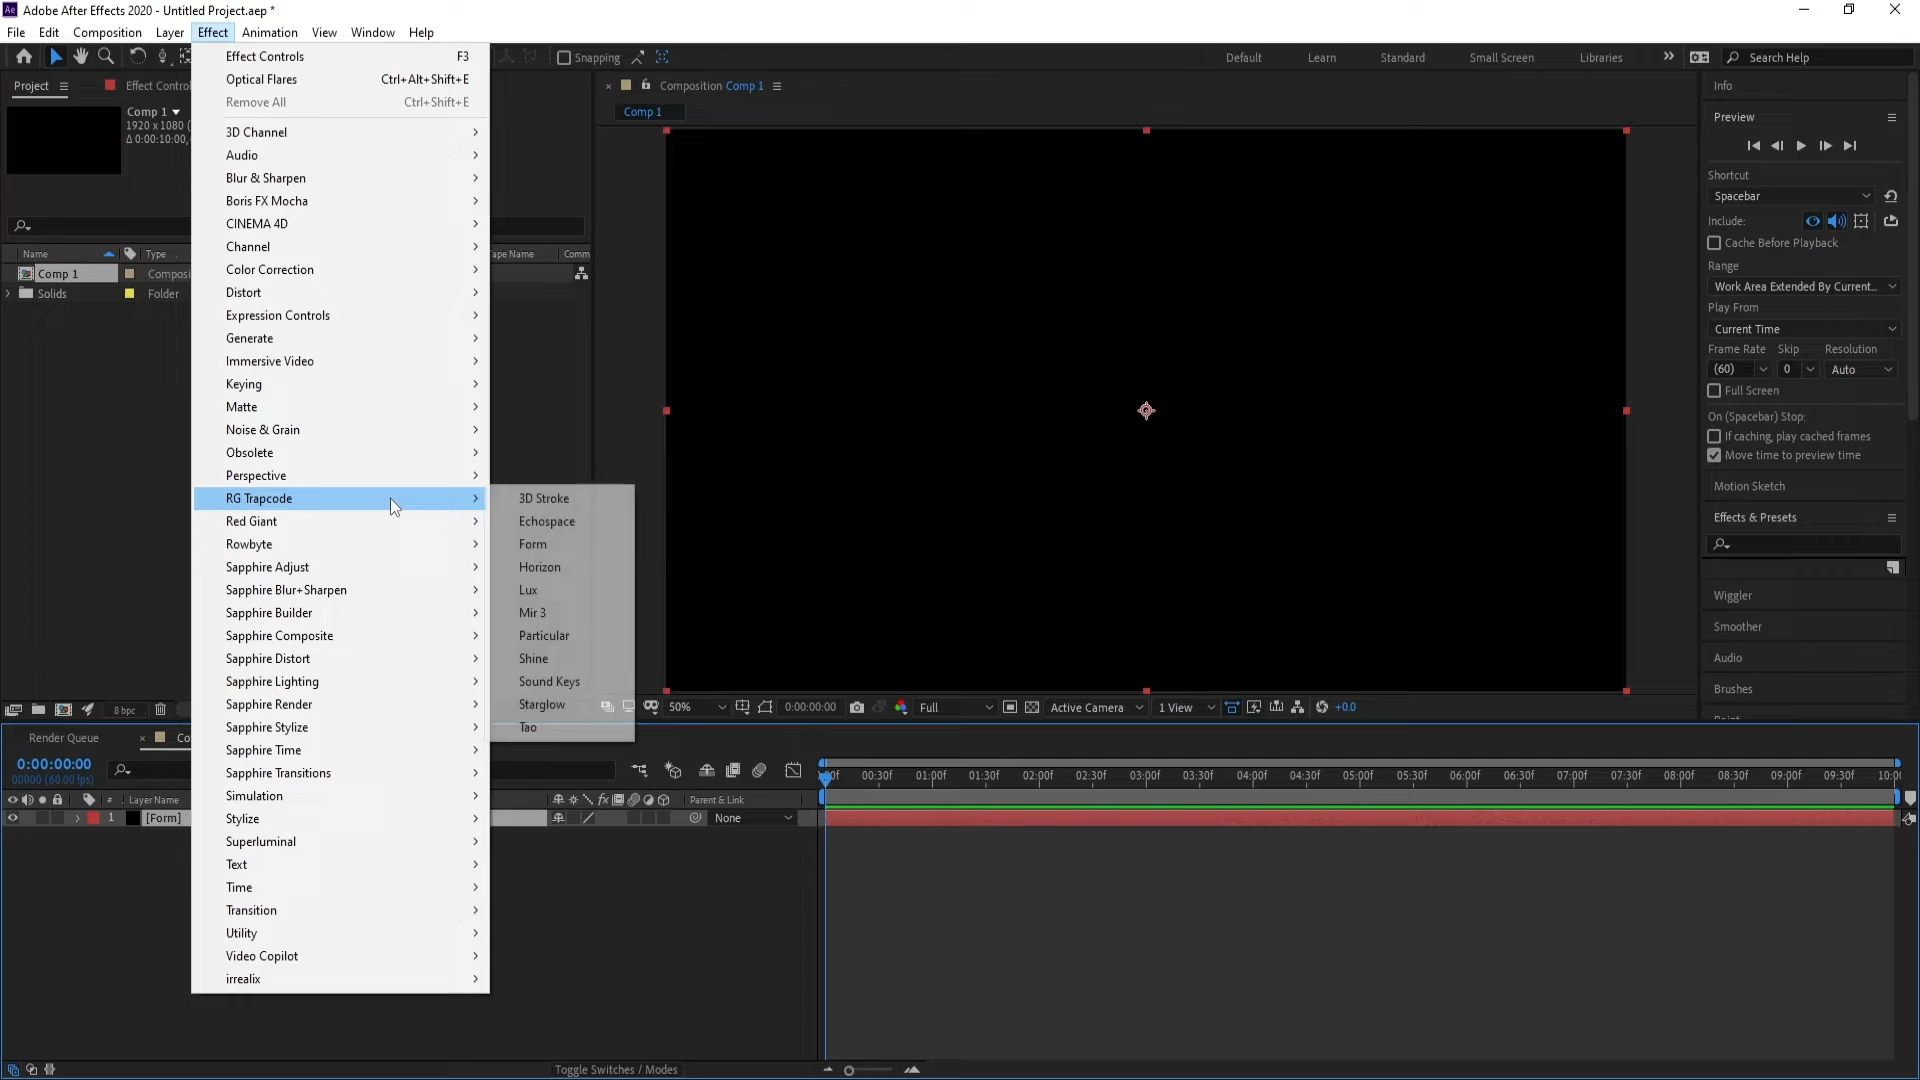 Ae Adobe After Effects 2020 - Untitled Project.aep *
File Edit Composition Layer Effect Animation View Window Help
Snapping
Default Learn Standard Small Screen Libraries
Search Help
Project
Effect Control
Comp 1
1920 x 1080 (
Δ 0:00:10:00,
Name Type Tape Name Comm
Comp 1 Composi
Solids Folder
8 bpc
Effect Controls F3
Optical Flares Ctrl+Alt+Shift+E
Remove All Ctrl+Shift+E
3D Channel
Audio
Blur & Sharpen
Boris FX Mocha
CINEMA 4D
Channel
Color Correction
Distort
Expression Controls
Generate
Immersive Video
Keying
Matte
Noise & Grain
Obsolete
Perspective
RG Trapcode
Red Giant
Rowbyte
Sapphire Adjust
Sapphire Blur+Sharpen
Sapphire Builder
Sapphire Composite
Sapphire Distort
Sapphire Lighting
Sapphire Render
Sapphire Stylize
Sapphire Time
Sapphire Transitions
Simulation
Stylize
Superluminal
Text
Time
Transition
Utility
Video Copilot
irrealix
3D Stroke
Echospace
Form
Horizon
Lux
Mir 3
Particular
Shine
Sound Keys
Starglow
Tao
Composition Comp 1
Comp 1
50% 0:00:00:00 Full Active Camera 1 View +0.0
Info
Preview
Shortcut
Spacebar
Include:
Cache Before Playback
Range
Work Area Extended By Current...
Play From
Current Time
Frame Rate Skip Resolution
(60) 0 Auto
Full Screen
On (Spacebar) Stop:
If caching, play cached frames
Move time to preview time
Motion Sketch
Effects & Presets
Wiggler
Smoother
Audio
Brushes
Render Queue Co
0:00:00:00
00000 (60.00 fps)
# Layer Name Parent & Link
1 [Form] None
00f 00:30f 01:00f 01:30f 02:00f 02:30f 03:00f 03:30f 04:00f 04:30f 05:00f 05:30f 06:00f 06:30f 07:00f 07:30f 08:00f 08:30f 09:00f 09:30f 10:0
Toggle Switches / Modes